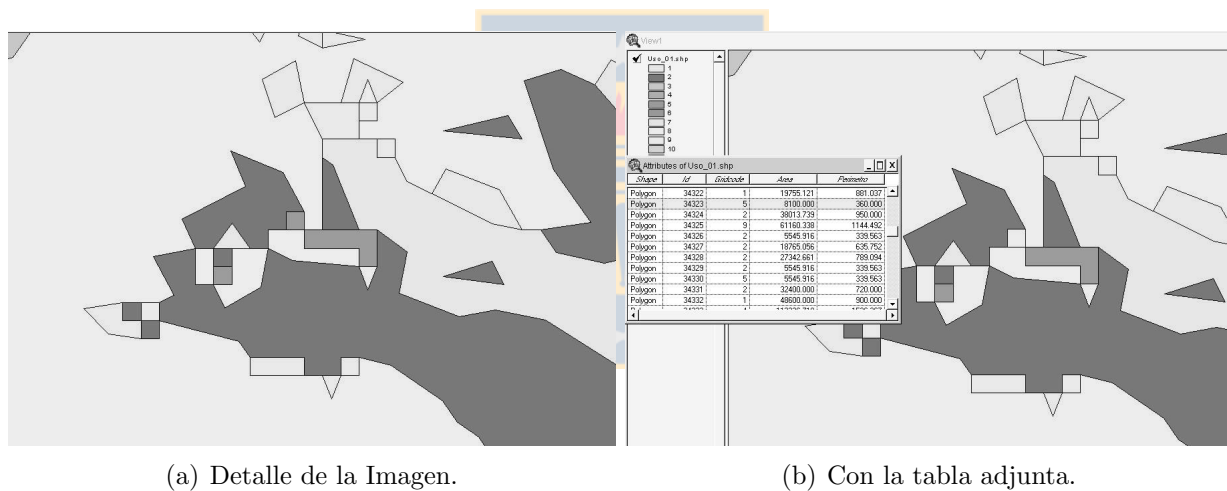 View1
Uso_01.shp
1
2
3
4
5
6
7
8
9
10
Attributes of Uso_01.shp
Shape Id Gridcode Area Perimetro
Polygon 34322 1 19755.121 881.037
Polygon 34323 5 8100.000 360.000
Polygon 34324 2 38013.739 950.000
Polygon 34325 9 61160.338 1144.492
Polygon 34326 2 5545.916 339.563
Polygon 34327 2 18765.056 635.752
Polygon 34328 2 27342.661 789.094
Polygon 34329 2 5545.916 339.563
Polygon 34330 5 5545.916 339.563
Polygon 34331 2 32400.000 720.000
Polygon 34332 1 48600.000 900.000
(a) Detalle de la Imagen.
(b) Con la tabla adjunta.